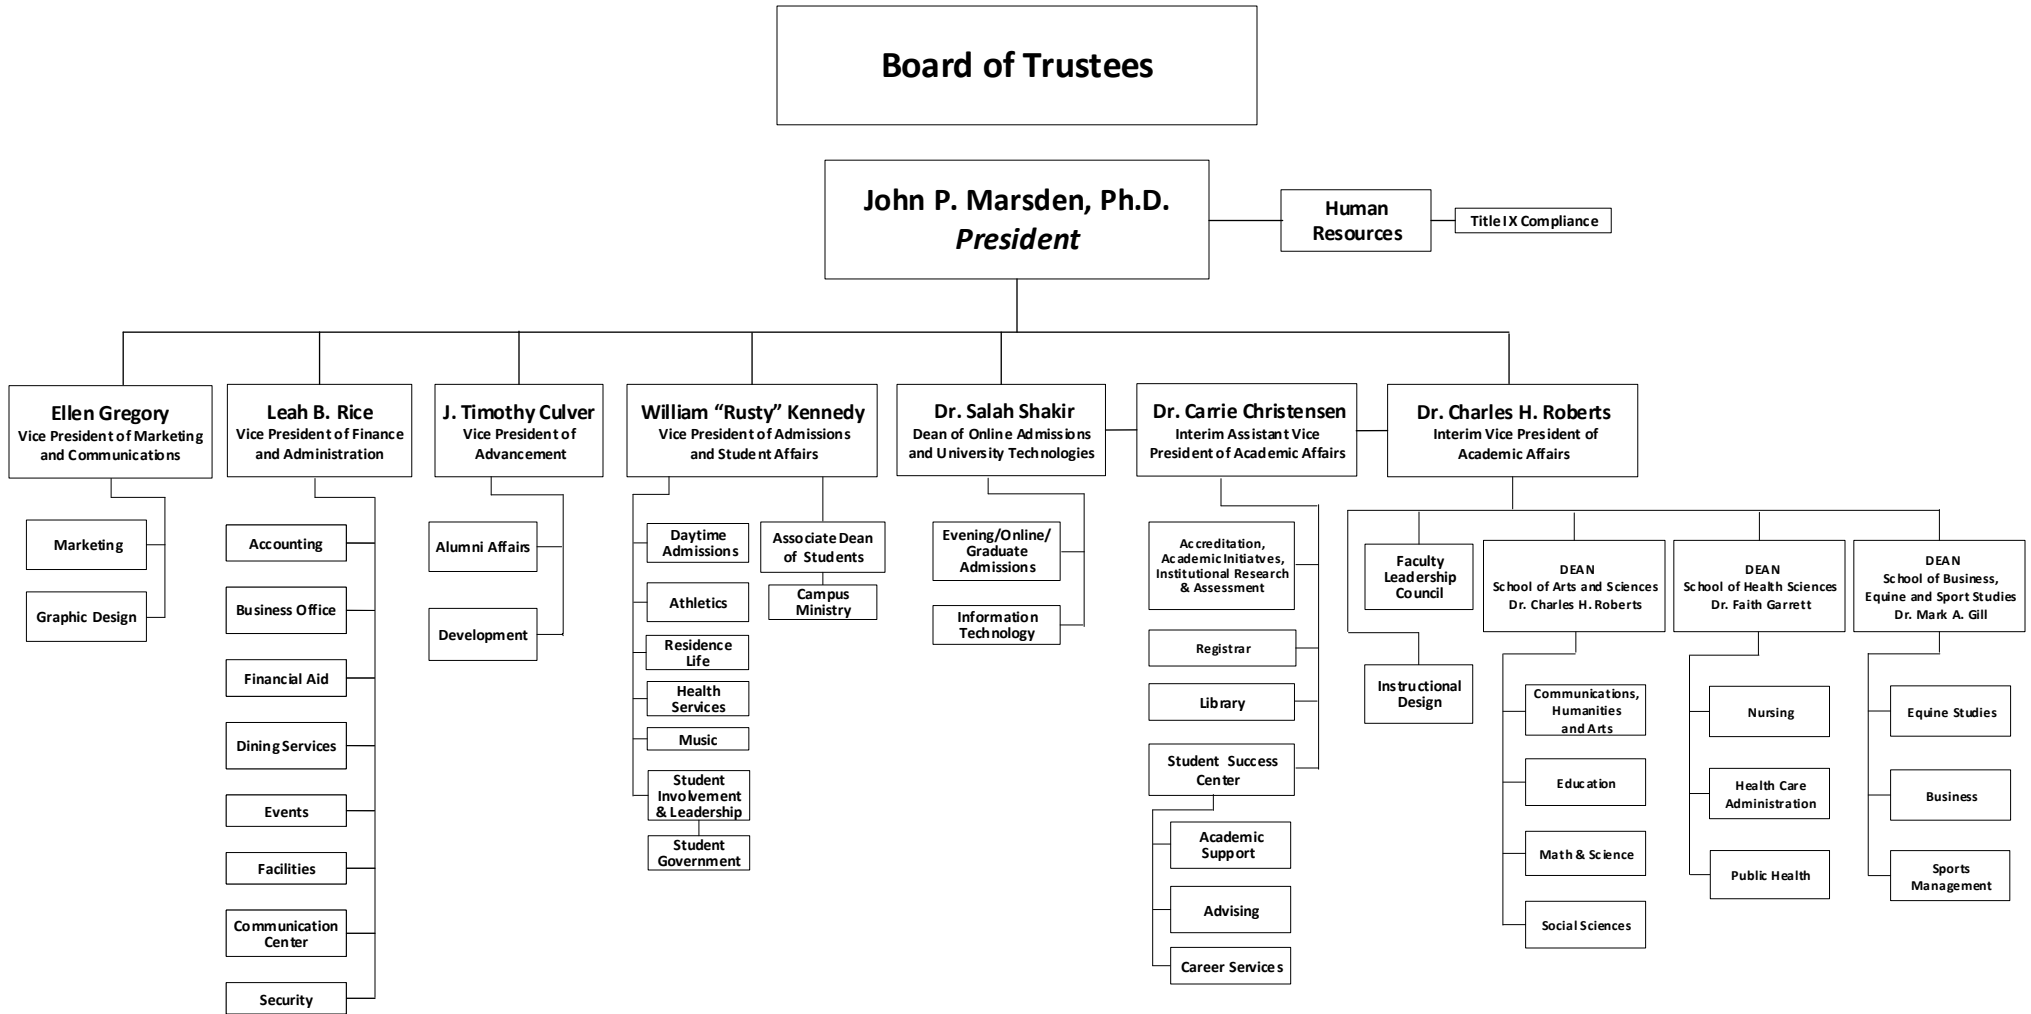 Board of Trustees
John P. Marsden, Ph.D.
President
Human
Resources
Title IX Compliance
Ellen Gregory
Vice President of Marketing
and Communications
Marketing
Graphic Design
Leah B. Rice
Vice President of Finance
and Administration
Accounting
Business Office
Financial Aid
Dining Services
Events
Facilities
Communication
Center
Security
J. Timothy Culver
Vice President of
Advancement
Alumni Affairs
Development
William “Rusty” Kennedy
Vice President of Admissions
and Student Affairs
Daytime
Admissions
Athletics
Residence
Life
Health
Services
Music
Student
Involvement
& Leadership
Student
Government
Associate Dean
of Students
Campus
Ministry
Dr. Salah Shakir
Dean of Online Admissions
and University Technologies
Evening/Online/
Graduate
Admissions
Information
Technology
Dr. Carrie Christensen
Interim Assistant Vice
President of Academic Affairs
Accreditation,
Academic Initiatives,
Institutional Research
& Assessment
Registrar
Library
Student Success
Center
Academic
Support
Advising
Career Services
Dr. Charles H. Roberts
Interim Vice President of
Academic Affairs
Faculty
Leadership
Council
Instructional
Design
DEAN
School of Arts and Sciences
Dr. Charles H. Roberts
Communications,
Humanities
and Arts
Education
Math & Science
Social Sciences
DEAN
School of Health Sciences
Dr. Faith Garrett
Nursing
Health Care
Administration
Public Health
DEAN
School of Business,
Equine and Sport Studies
Dr. Mark A. Gill
Equine Studies
Business
Sports
Management